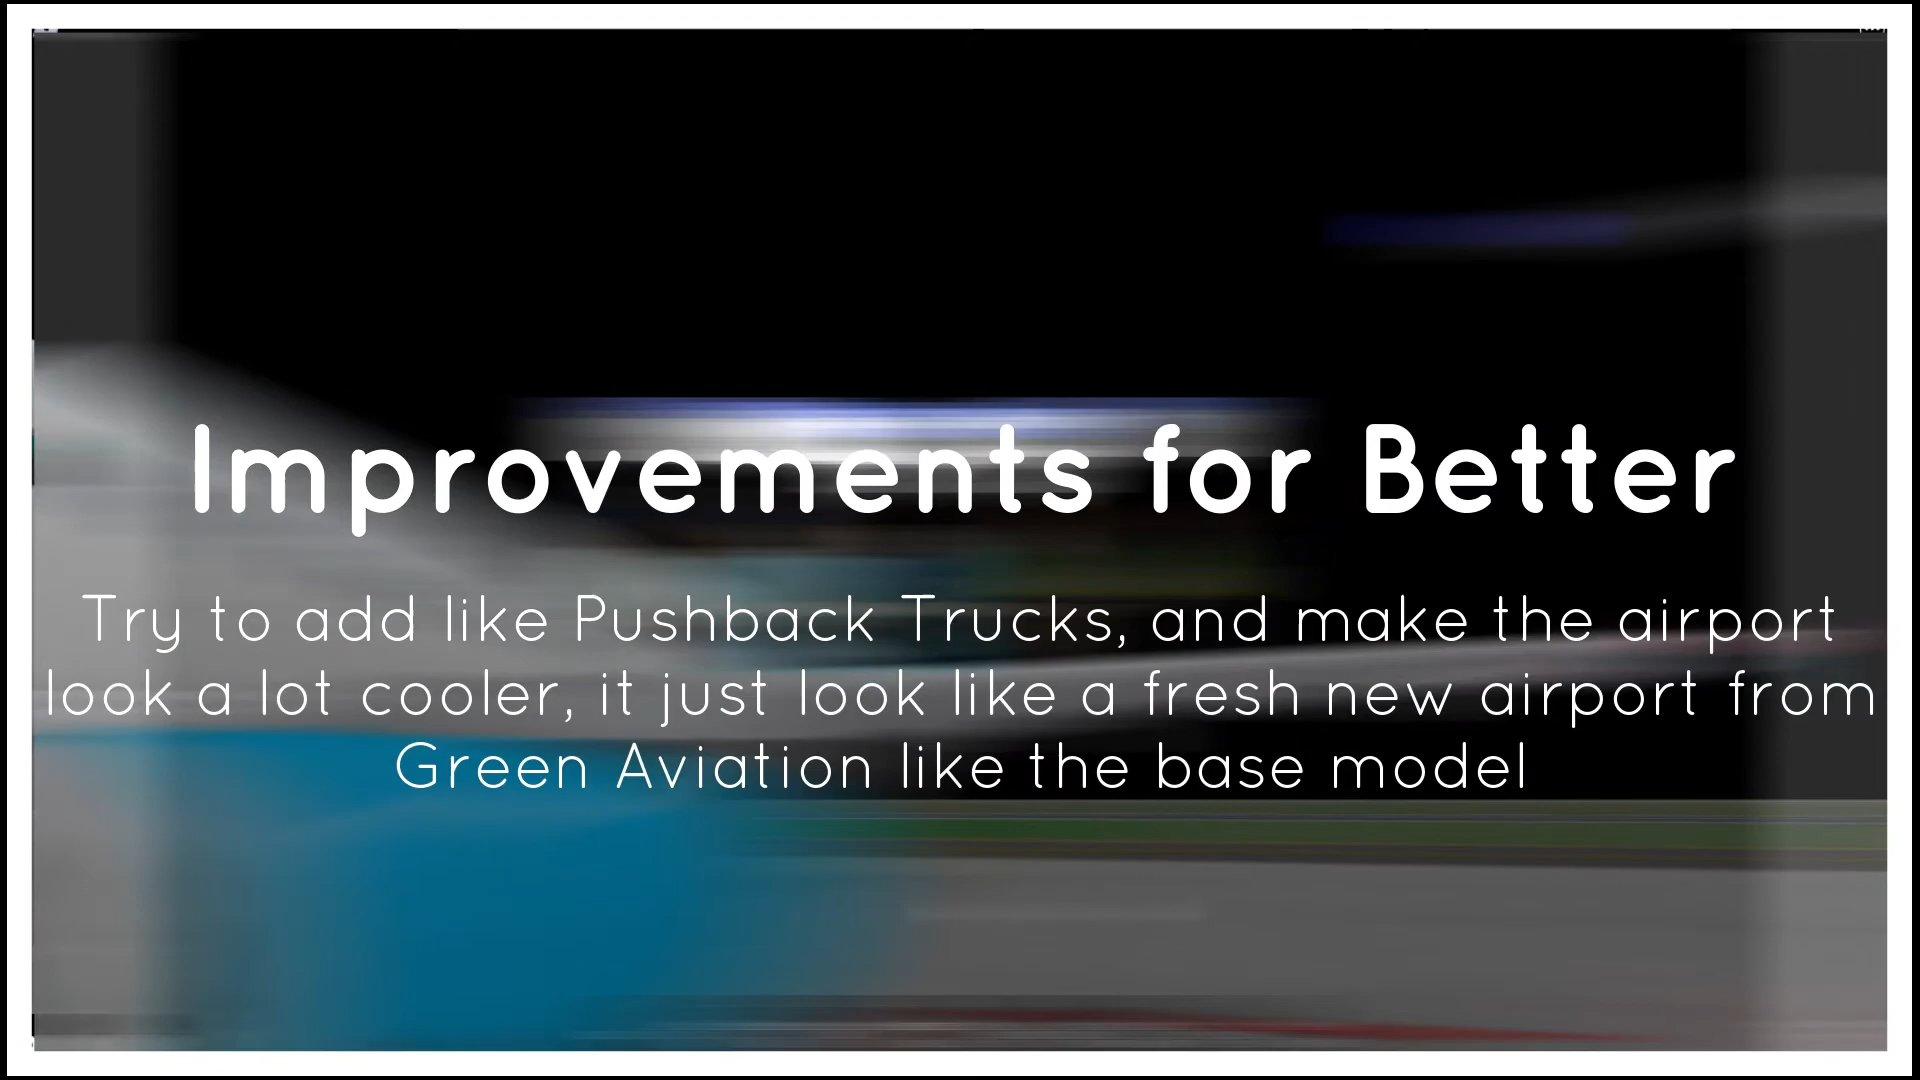 Improvements for Better
Try to add like Pushback Trucks, and make the airport
look a lot cooler, it just look like a fresh new airport from
Green Aviation like the base model